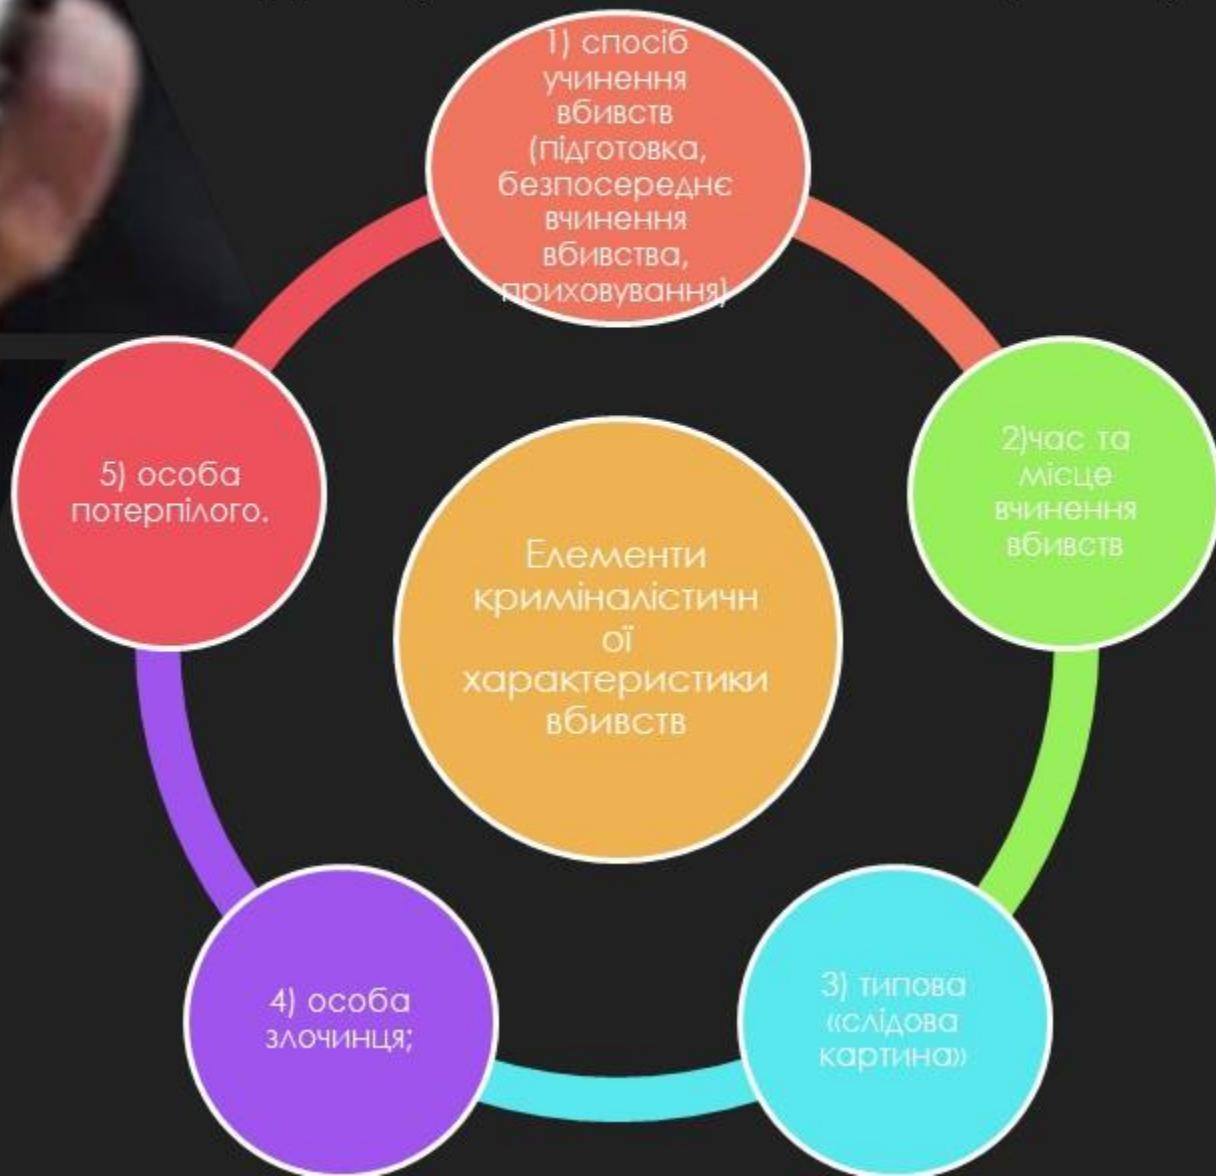 1) спосіб
учинення
вбивств
(підготовка,
безпосереднє
вчинення
вбивства,
приховування)
2)час та
місце
вчинення
вбивств
3) типова
«слідова
картина»
4) особа
злочинця;
5) особа
потерпілого.
Елементи
криміналістичн
ої
характеристики
вбивств